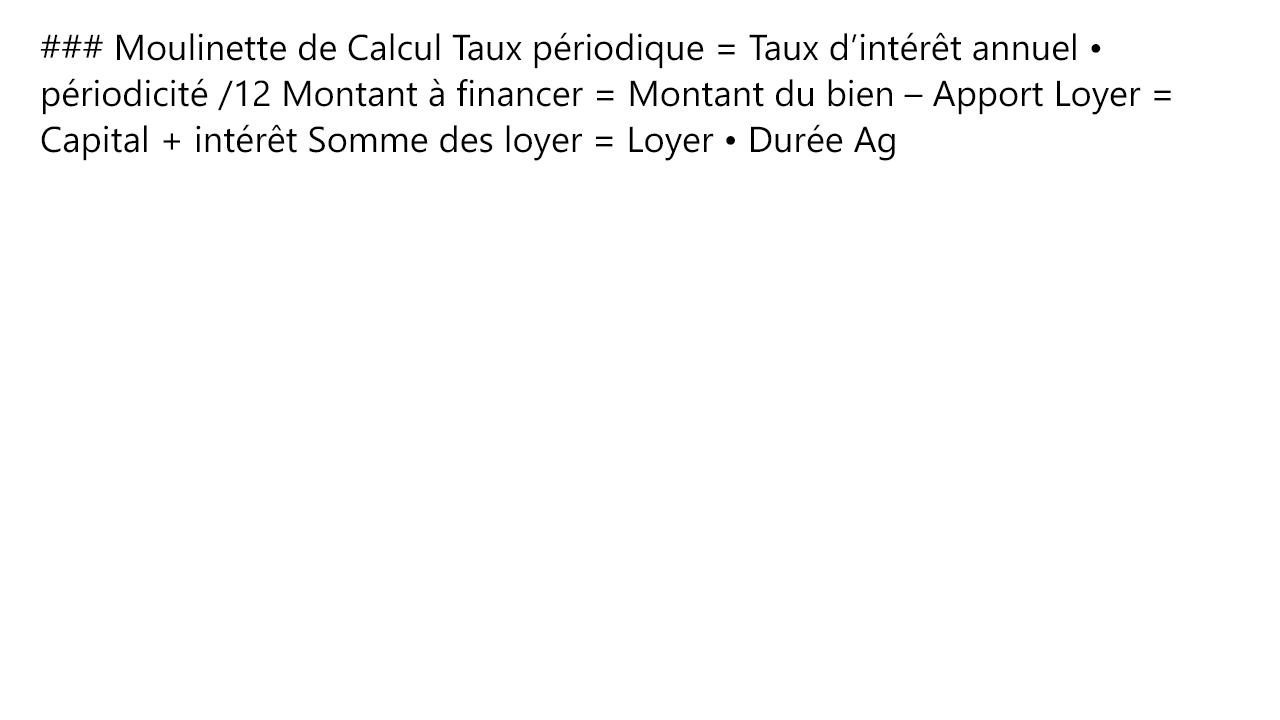 ### Moulinette de Calcul Taux périodique = Taux d’intérêt annuel •
périodicité /12 Montant à financer = Montant du bien – Apport Loyer =
Capital + intérêt Somme des loyer = Loyer • Durée Ag